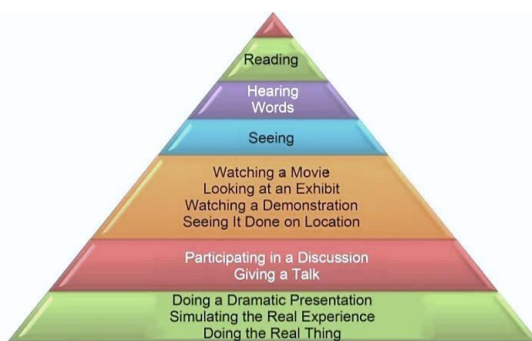 Reading
Hearing
Words
Seeing
Watching a Movie
Looking at an Exhibit
Watching a Demonstration
Seeing It Done on Location
Participating in a Discussion
Giving a Talk
Doing a Dramatic Presentation
Simulating the Real Experience
Doing the Real Thing